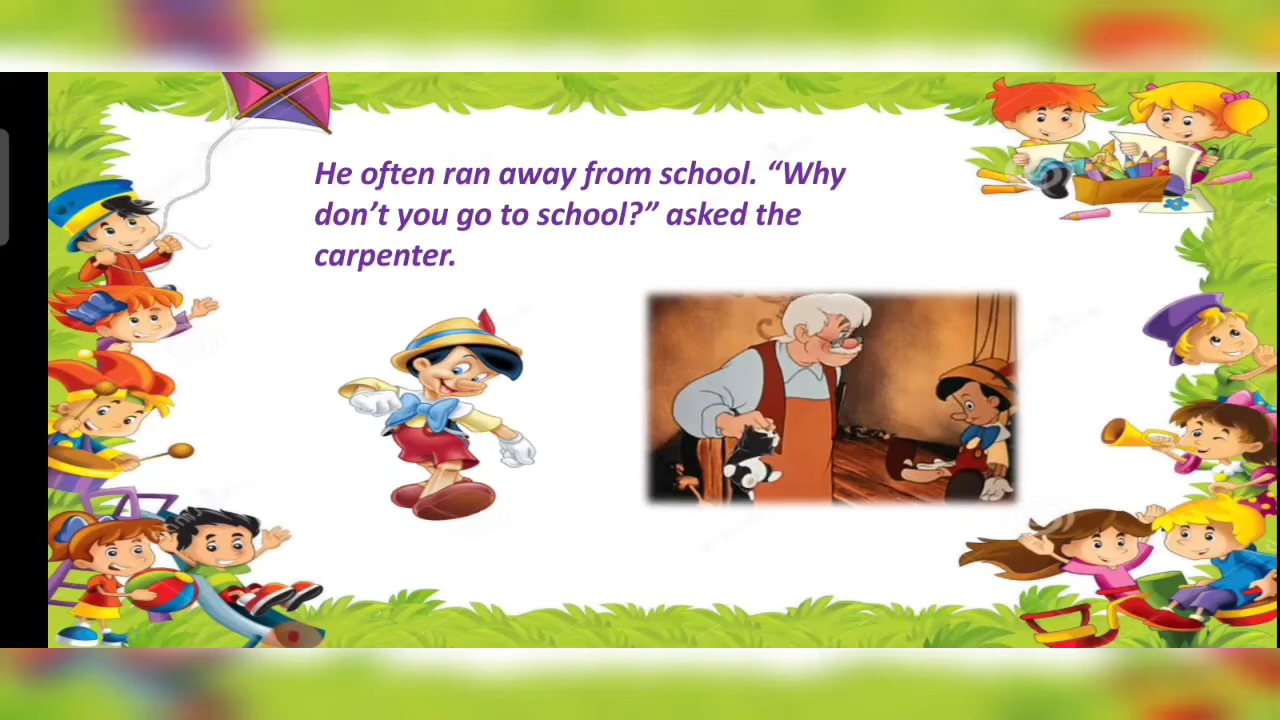 He often ran away from school. “Why
don’t you go to school?” asked the
carpenter.